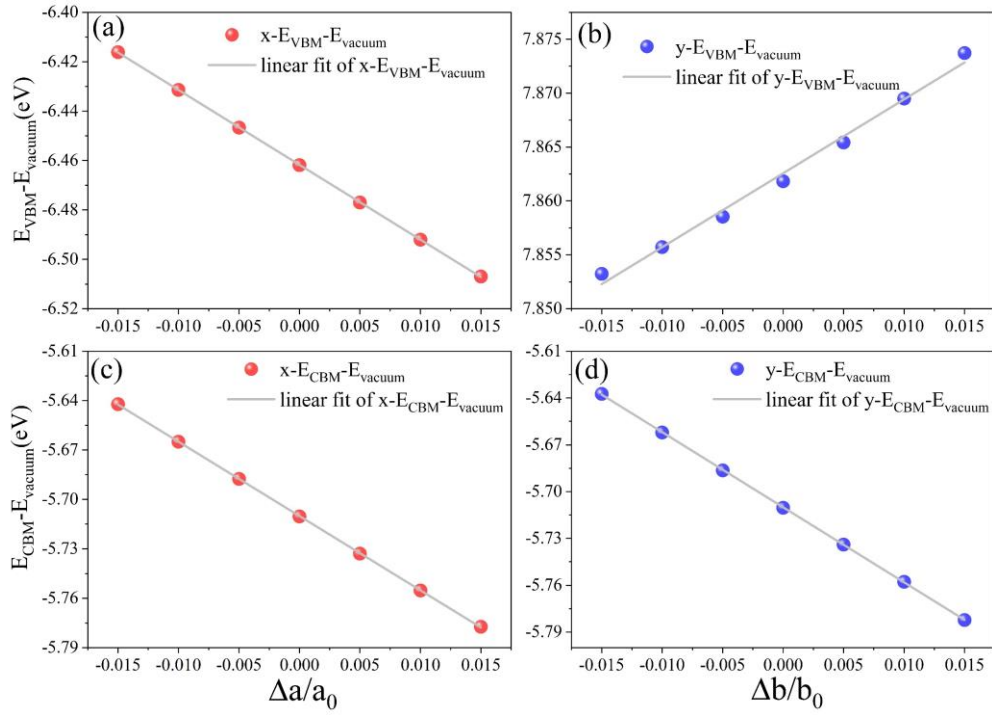 (a)
x-E_VBM-E_vacuum
linear fit of x-E_VBM-E_vacuum
E_VBM-E_vacuum(eV)
-6.40
-6.42
-6.44
-6.46
-6.48
-6.50
-6.52
-0.015 -0.010 -0.005 0.000 0.005 0.010 0.015
(b)
y-E_VBM-E_vacuum
linear fit of y-E_VBM-E_vacuum
7.875
7.870
7.865
7.860
7.855
7.850
-0.015 -0.010 -0.005 0.000 0.005 0.010 0.015
(c)
x-E_CBM-E_vacuum
linear fit of x-E_CBM-E_vacuum
E_CBM-E_vacuum(eV)
-5.61
-5.64
-5.67
-5.70
-5.73
-5.76
-5.79
-0.015 -0.010 -0.005 0.000 0.005 0.010 0.015
Δa/a₀
(d)
y-E_CBM-E_vacuum
linear fit of y-E_CBM-E_vacuum
-5.61
-5.64
-5.67
-5.70
-5.73
-5.76
-5.79
-0.015 -0.010 -0.005 0.000 0.005 0.010 0.015
Δb/b₀